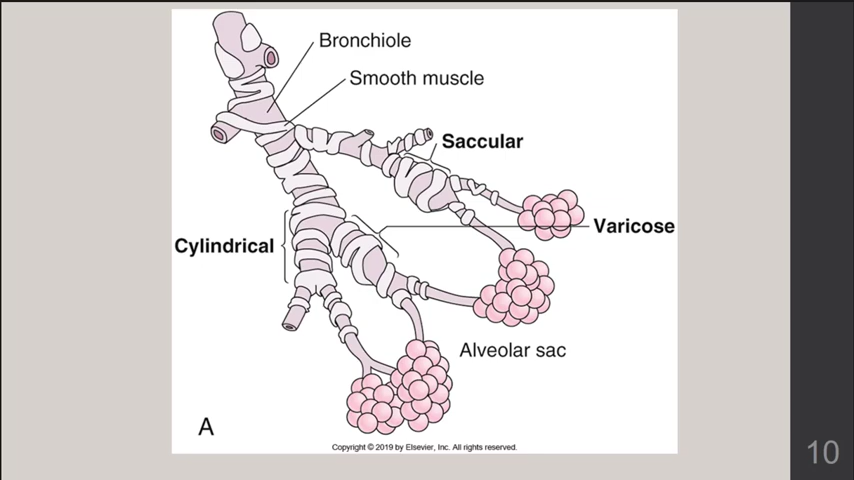 Bronchiole
Smooth muscle
Saccular
Varicose
Cylindrical
Alveolar sac
A
Copyright © 2019 by Elsevier, Inc. All rights reserved.
10